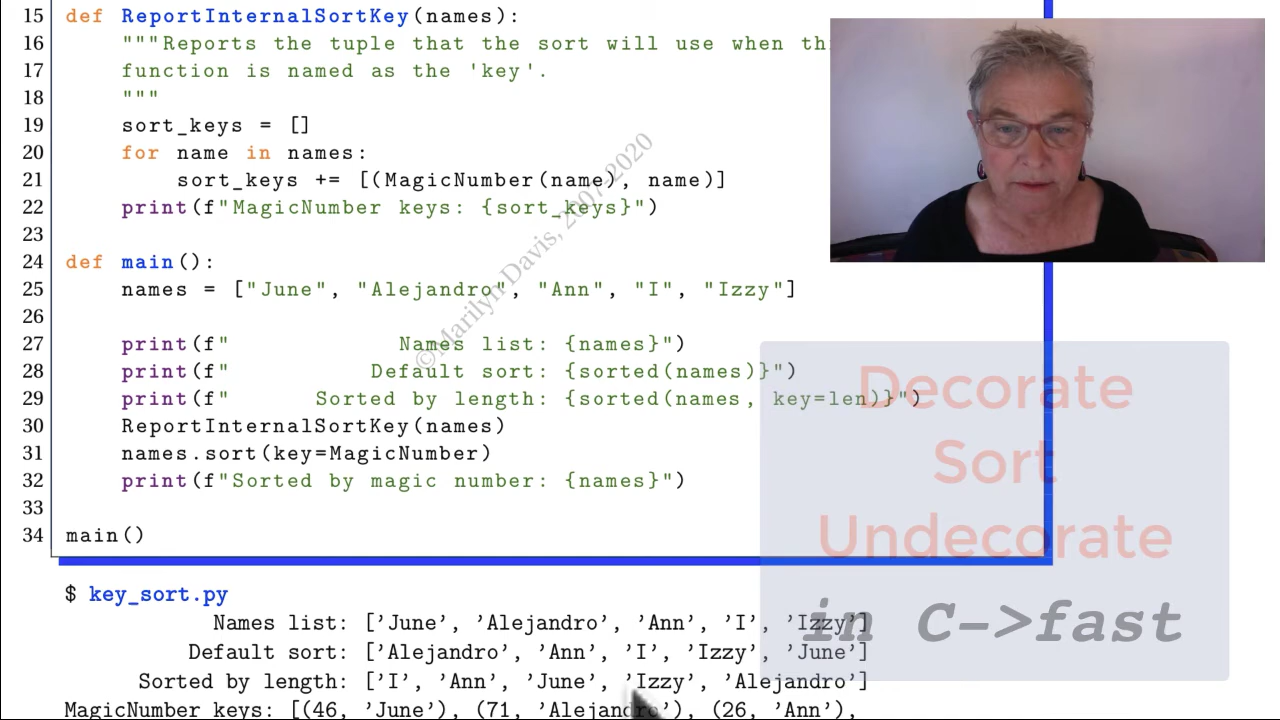 15 def ReportInternalSortKey(names):
16 """Reports the tuple that the sort will use when th
17 function is named as the 'key'.
18 """
19 sort_keys = []
20 for name in names:
21 sort_keys += [(MagicNumber(name), name)]
22 print(f"MagicNumber keys: {sort_keys}")
23
24 def main():
25 names = ["June", "Alejandro", "Ann", "I", "Izzy"]
26
27 print(f" Names list: {names}")
28 print(f" Default sort: {sorted(names)}")
29 print(f" Sorted by length: {sorted(names, key=len)}")
30 ReportInternalSortKey(names)
31 names.sort(key=MagicNumber)
32 print(f"Sorted by magic number: {names}")
33
34 main()
©Marilyn Davis, 2007-2020
Decorate
Sort
Undecorate
in C->fast
$ key_sort.py
Names list: ['June', 'Alejandro', 'Ann', 'I', 'Izzy']
Default sort: ['Alejandro', 'Ann', 'I', 'Izzy', 'June']
Sorted by length: ['I', 'Ann', 'June', 'Izzy', 'Alejandro']
MagicNumber keys: [(46, 'June'), (71, 'Alejandro'), (26, 'Ann'),